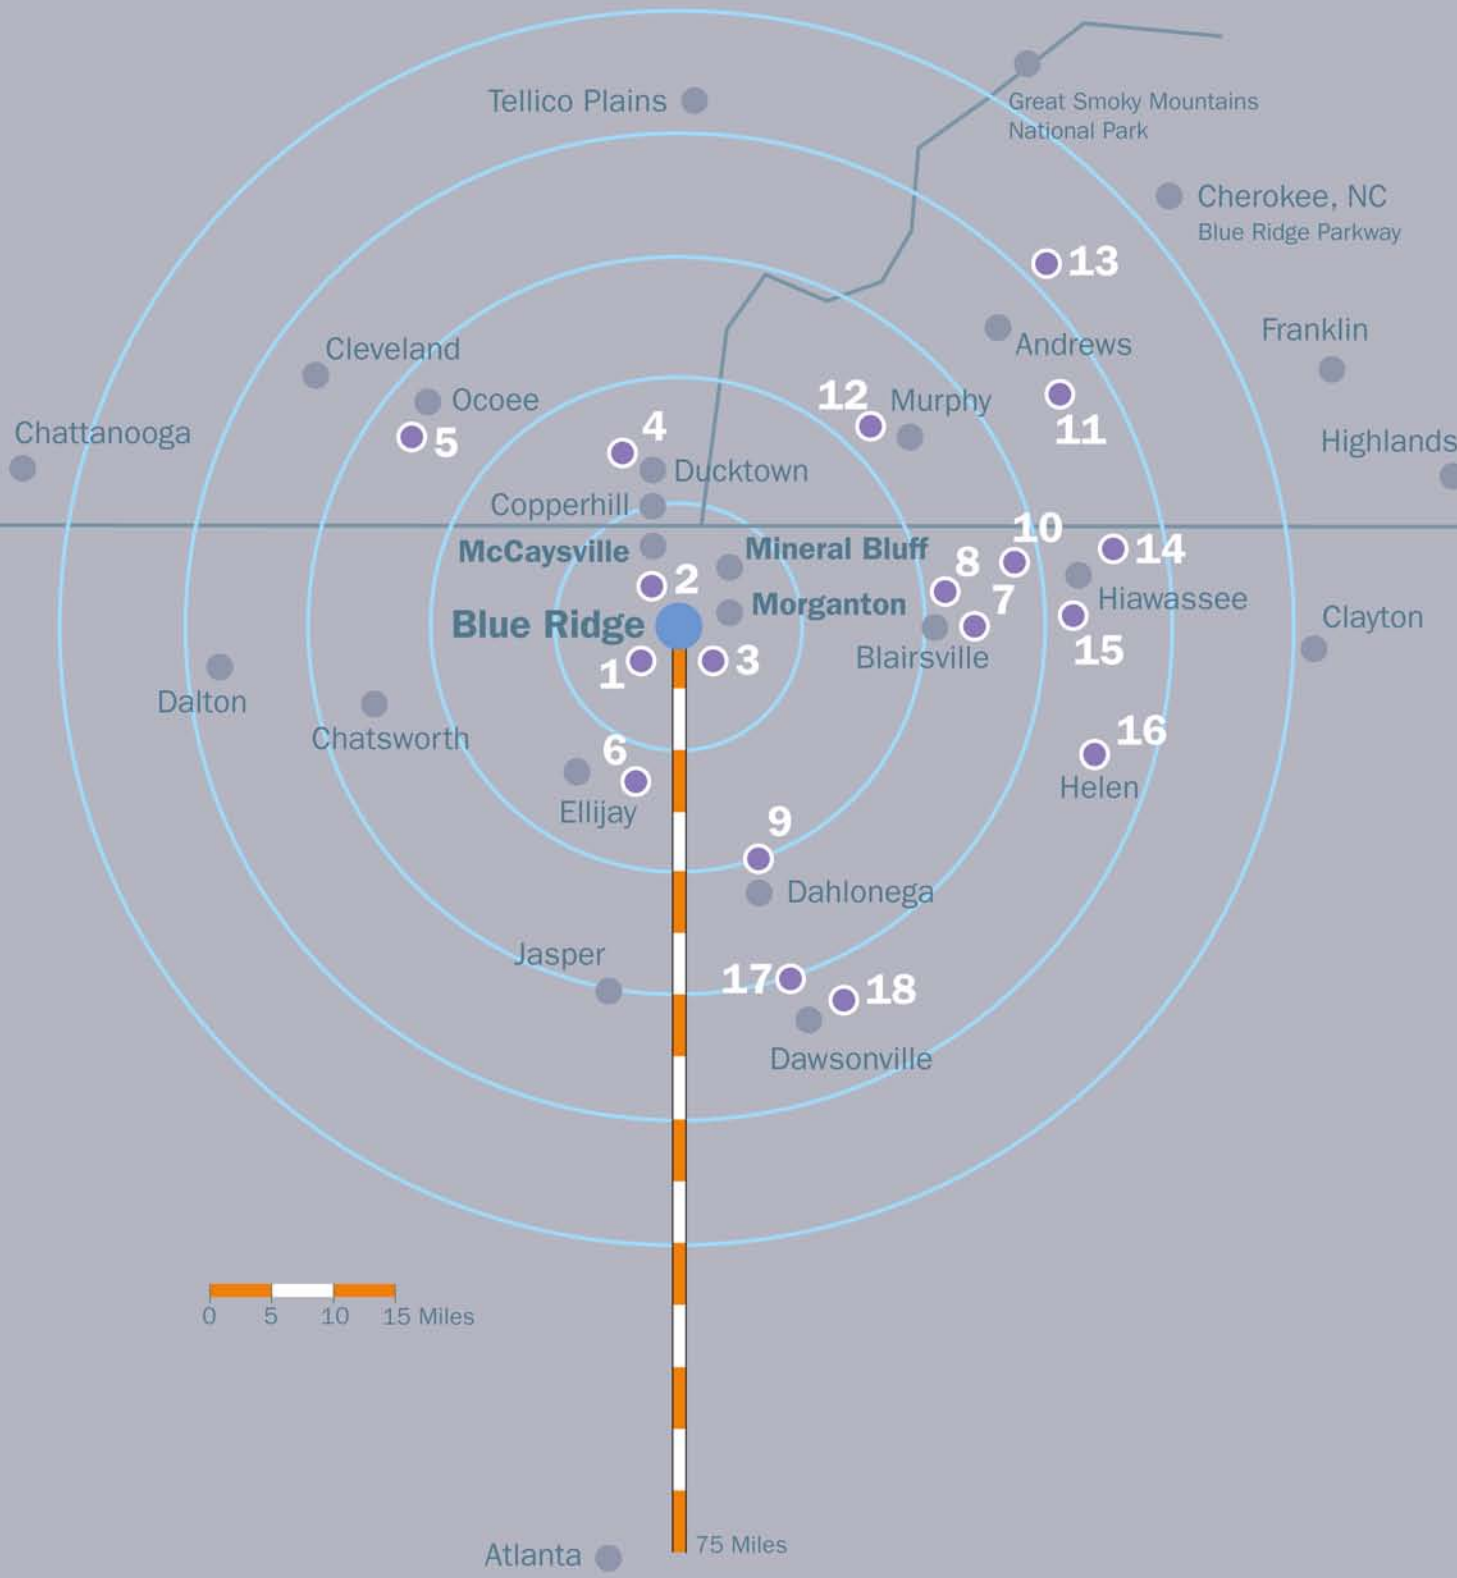 Tellico Plains
Great Smoky Mountains
National Park
Cherokee, NC
Blue Ridge Parkway
13
Cleveland
Andrews
Franklin
Ocoee
12
Murphy
Chattanooga
5
4
11
Highlands
Ducktown
Copperhill
McCaysville
Mineral Bluff
10
14
2
8
7
Hiawassee
Morganton
Blue Ridge
Clayton
1
3
Blairsville
15
Dalton
Chatsworth
6
16
Ellijay
Helen
9
Dahlonega
Jasper
17
18
Dawsonville
0 5 10 15 Miles
75 Miles
Atlanta